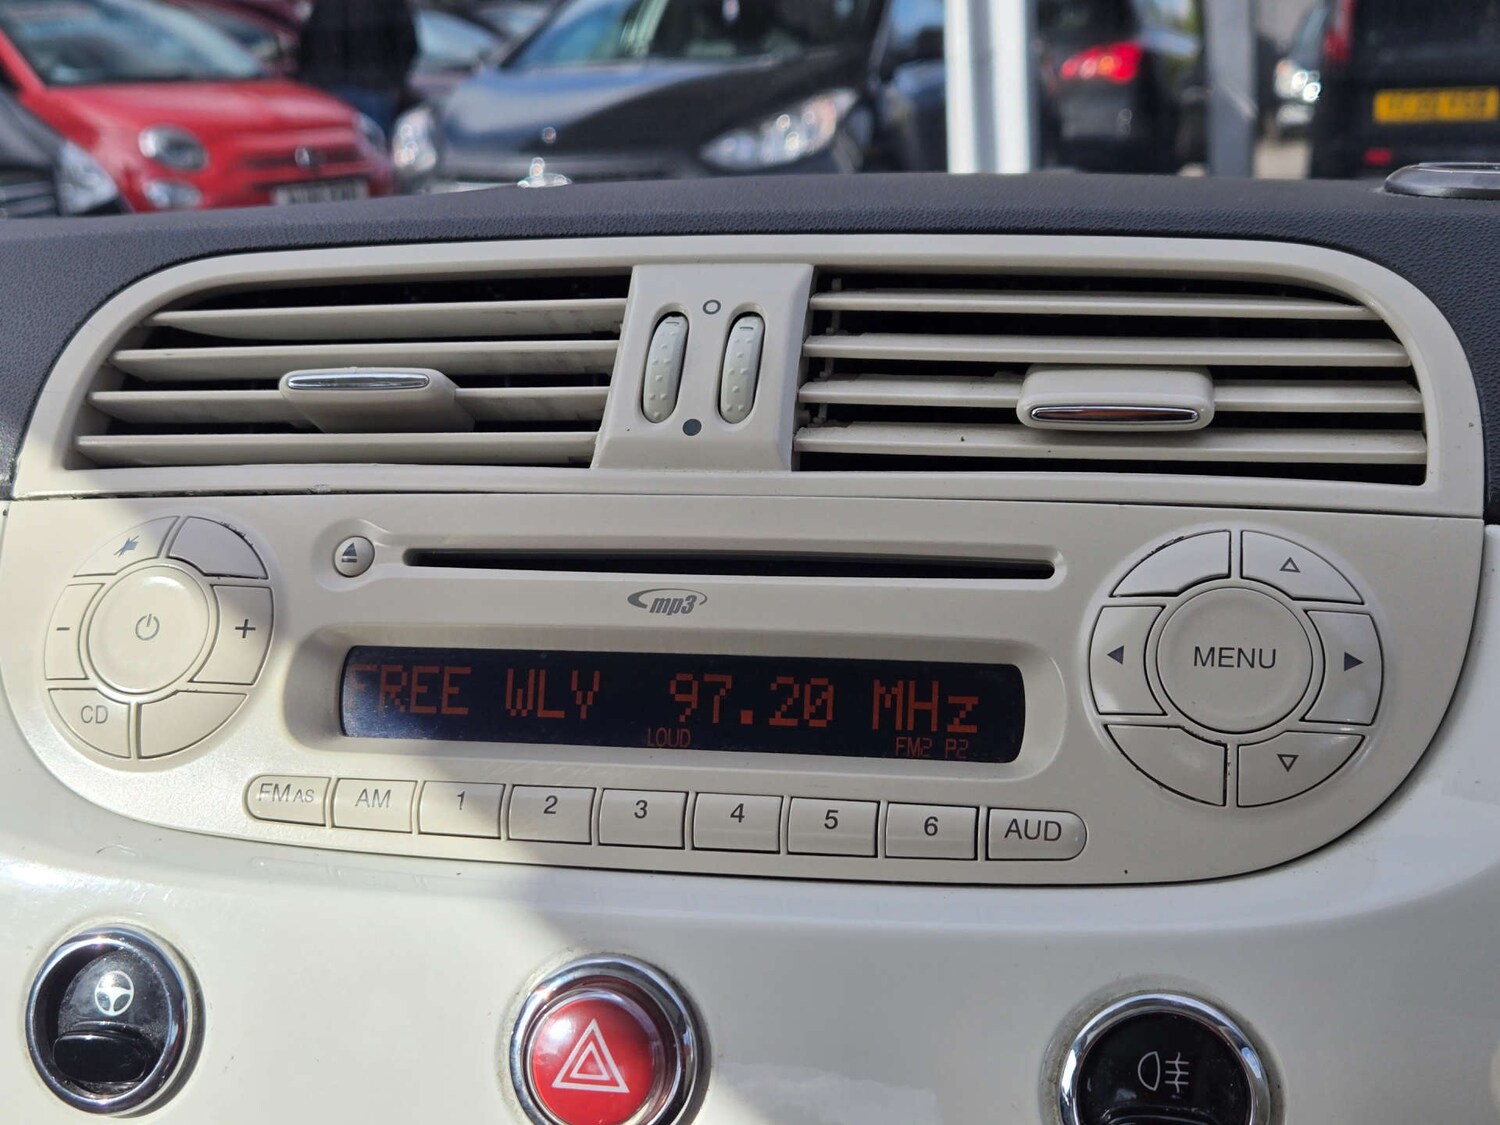 mp3
FREE WLV 97.20 MHz
LOUD FM2 P2
- +
MENU
CD
FM AS AM 1 2 3 4 5 6 AUD